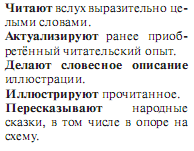 Читают вслух выразительно це-
лыми словами.
Актуализируют ранее приоб-
ретённый читательский опыт.
Делают словесное описание
иллюстрации.
Иллюстрируют прочитанное.
Пересказывают народные
сказки, в том числе в опоре на
схему.